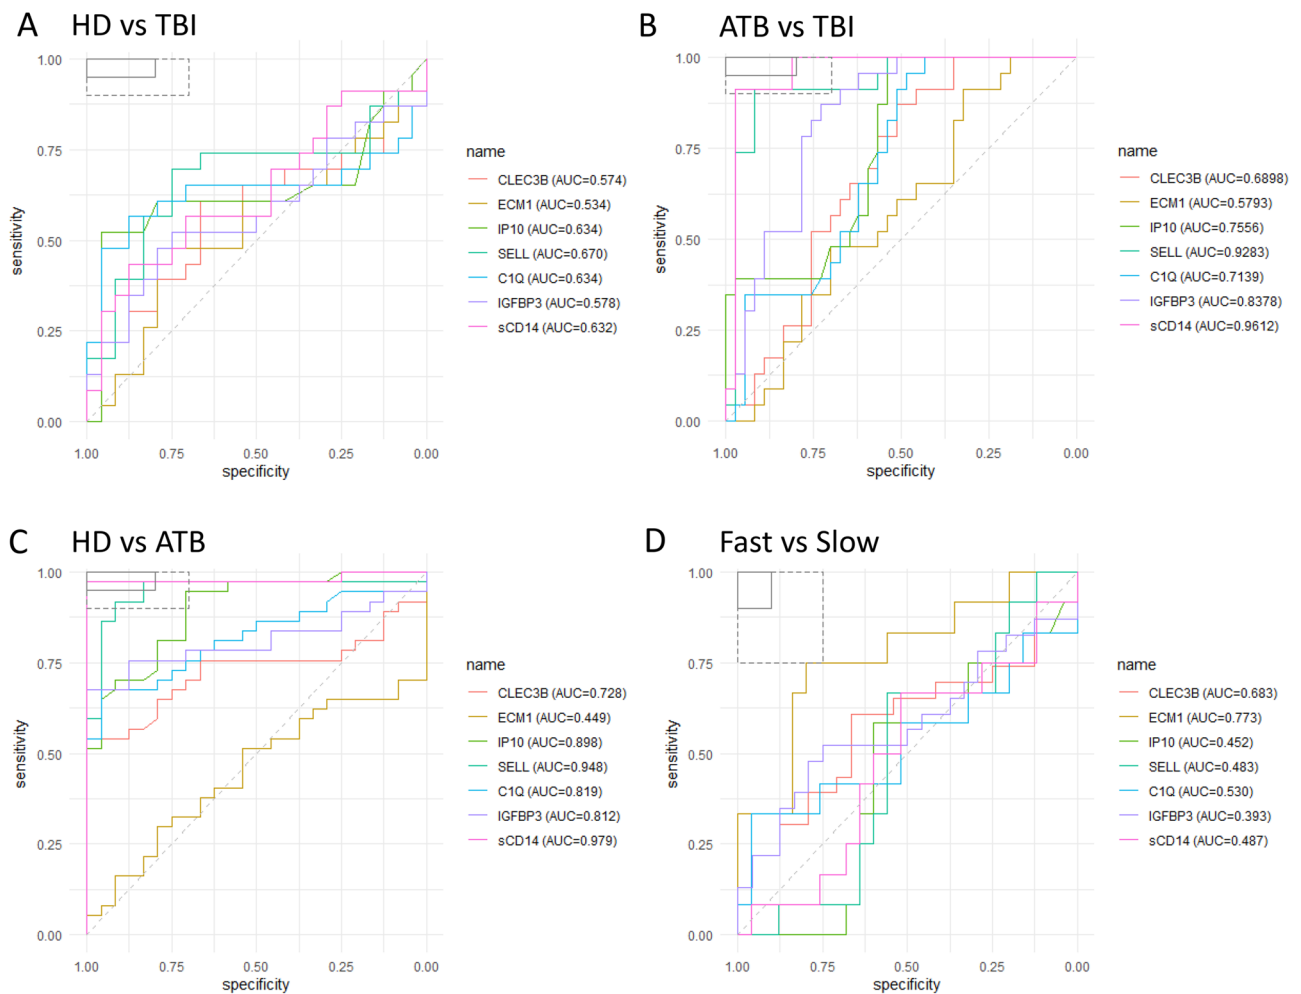 A HD vs TBI
1.00
0.75
0.50
0.25
0.00
sensitivity
1.00 0.75 0.50 0.25 0.00
specificity
name
CLEC3B (AUC=0.574)
ECM1 (AUC=0.534)
IP10 (AUC=0.634)
SELL (AUC=0.670)
C1Q (AUC=0.634)
IGFBP3 (AUC=0.578)
sCD14 (AUC=0.632)
B ATB vs TBI
1.00
0.75
0.50
0.25
0.00
sensitivity
1.00 0.75 0.50 0.25 0.00
specificity
name
CLEC3B (AUC=0.6898)
ECM1 (AUC=0.5793)
IP10 (AUC=0.7556)
SELL (AUC=0.9283)
C1Q (AUC=0.7139)
IGFBP3 (AUC=0.8378)
sCD14 (AUC=0.9612)
C HD vs ATB
1.00
0.75
0.50
0.25
0.00
sensitivity
1.00 0.75 0.50 0.25 0.00
specificity
name
CLEC3B (AUC=0.728)
ECM1 (AUC=0.449)
IP10 (AUC=0.898)
SELL (AUC=0.948)
C1Q (AUC=0.819)
IGFBP3 (AUC=0.812)
sCD14 (AUC=0.979)
D Fast vs Slow
1.00
0.75
0.50
0.25
0.00
sensitivity
1.00 0.75 0.50 0.25 0.00
specificity
name
CLEC3B (AUC=0.683)
ECM1 (AUC=0.773)
IP10 (AUC=0.452)
SELL (AUC=0.483)
C1Q (AUC=0.530)
IGFBP3 (AUC=0.393)
sCD14 (AUC=0.487)